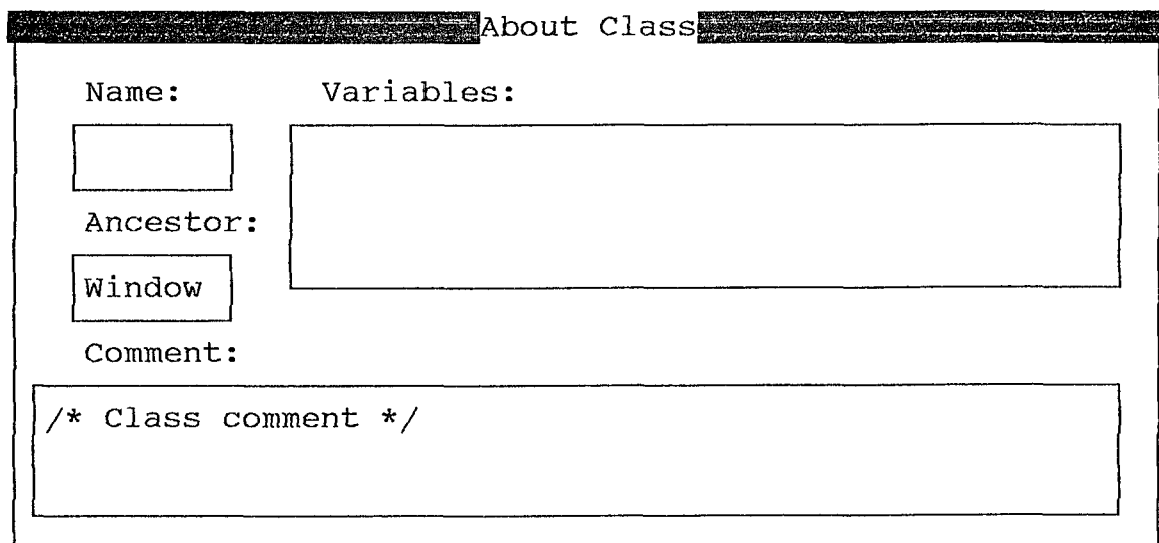 About Class
Name: Variables:
Ancestor:
Window
Comment:
/* Class comment */